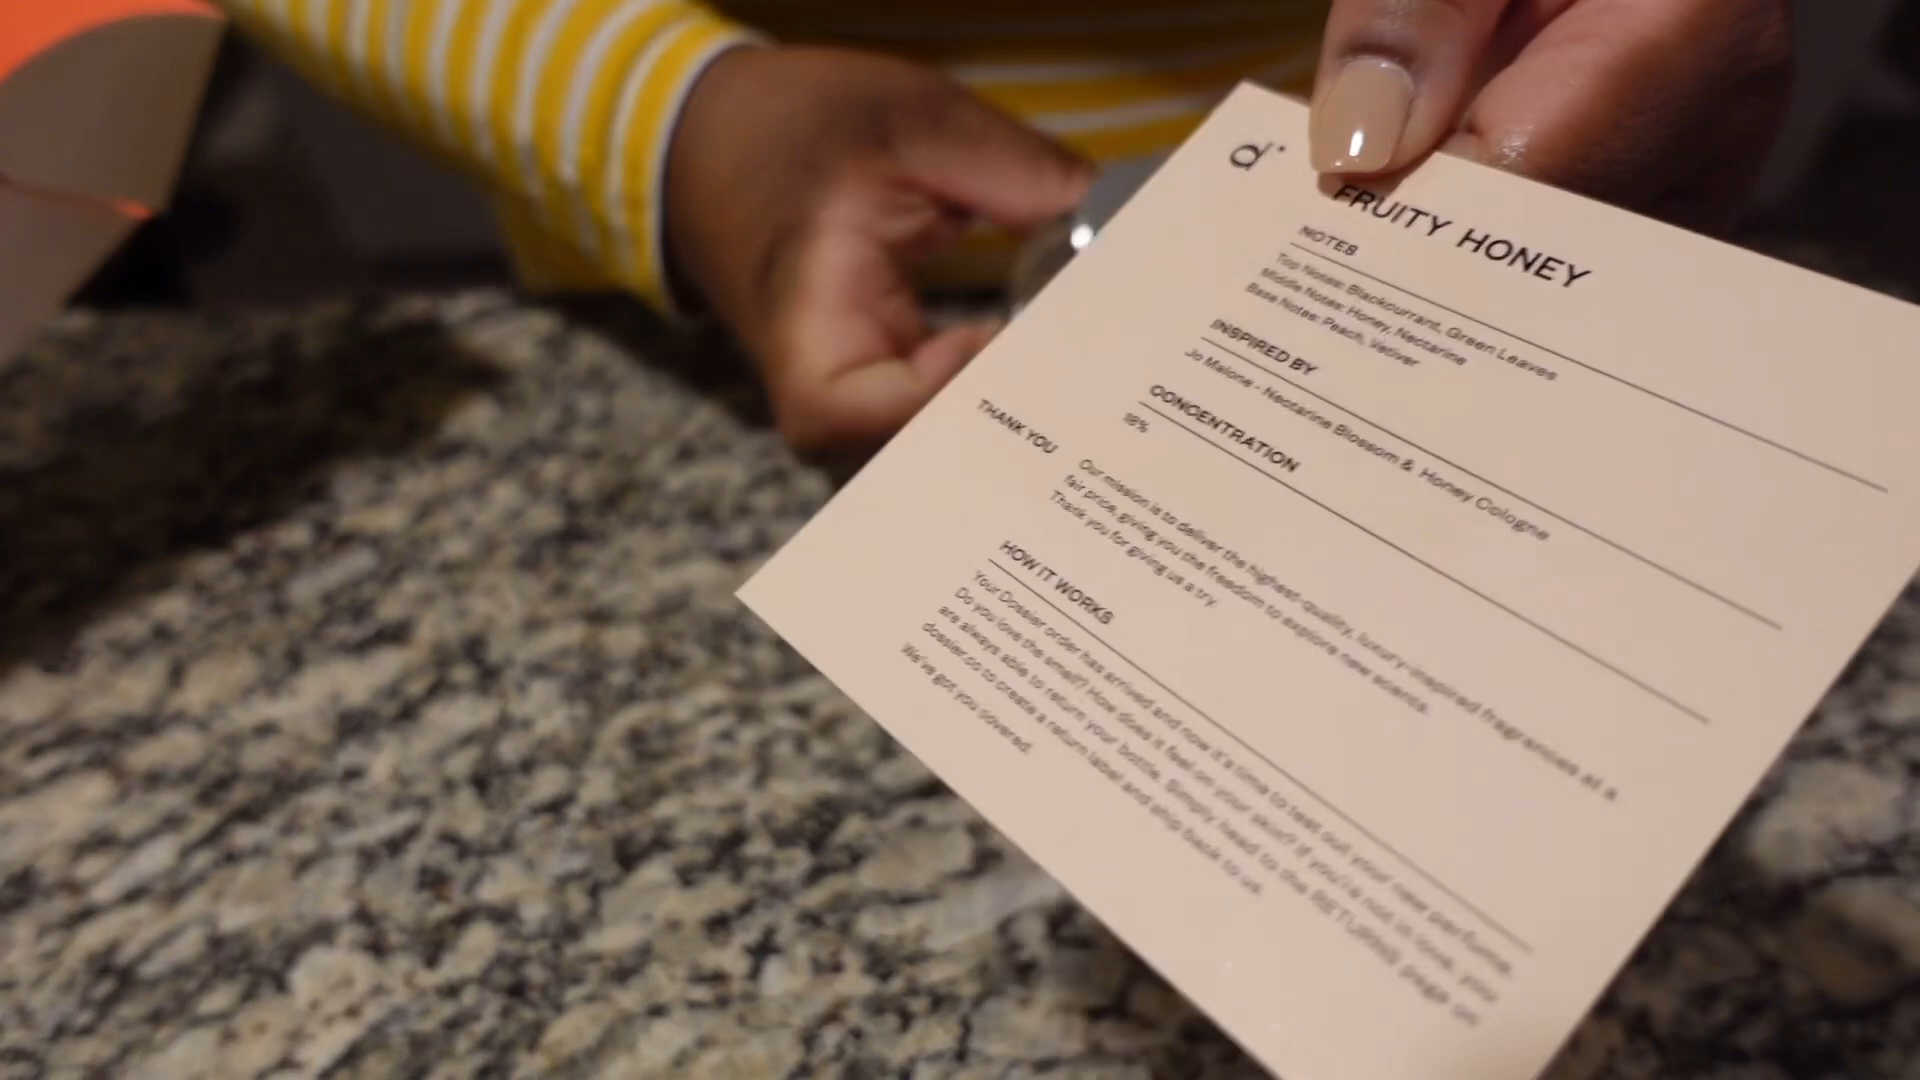 d'
FRUITY HONEY
NOTES
Top Notes: Blackcurrant, Green Leaves
Middle Notes: Honey, Nectarine
Base Notes: Peach, Vetiver
INSPIRED BY
Jo Malone - Nectarine Blossom & Honey Cologne
CONCENTRATION
18%
THANK YOU
Our mission is to deliver the highest-quality, luxury-inspired fragrances at a
fair price, giving you the freedom to explore new scents.
Thank you for giving us a try.
HOW IT WORKS
Your Dossier order has arrived and now it's time to test out your new perfume.
Do you love the smell? How does it feel on your skin? If you're not in love, you
are always able to return your bottle. Simply head to the RETURNS page on
dossier.co to create a return label and ship back to us.
We've got you covered.